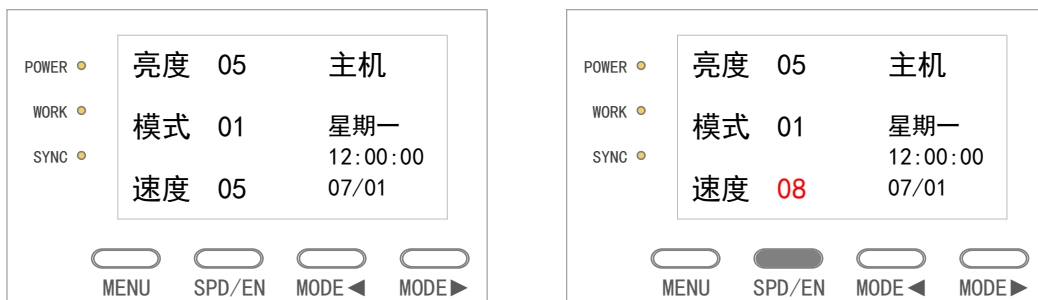 POWER
WORK
SYNC
亮度 05 主机
模式 01 星期一
12:00:00
速度 05 07/01
MENU SPD/EN MODE◀ MODE▶
POWER
WORK
SYNC
亮度 05 主机
模式 01 星期一
12:00:00
速度 08 07/01
MENU SPD/EN MODE◀ MODE▶